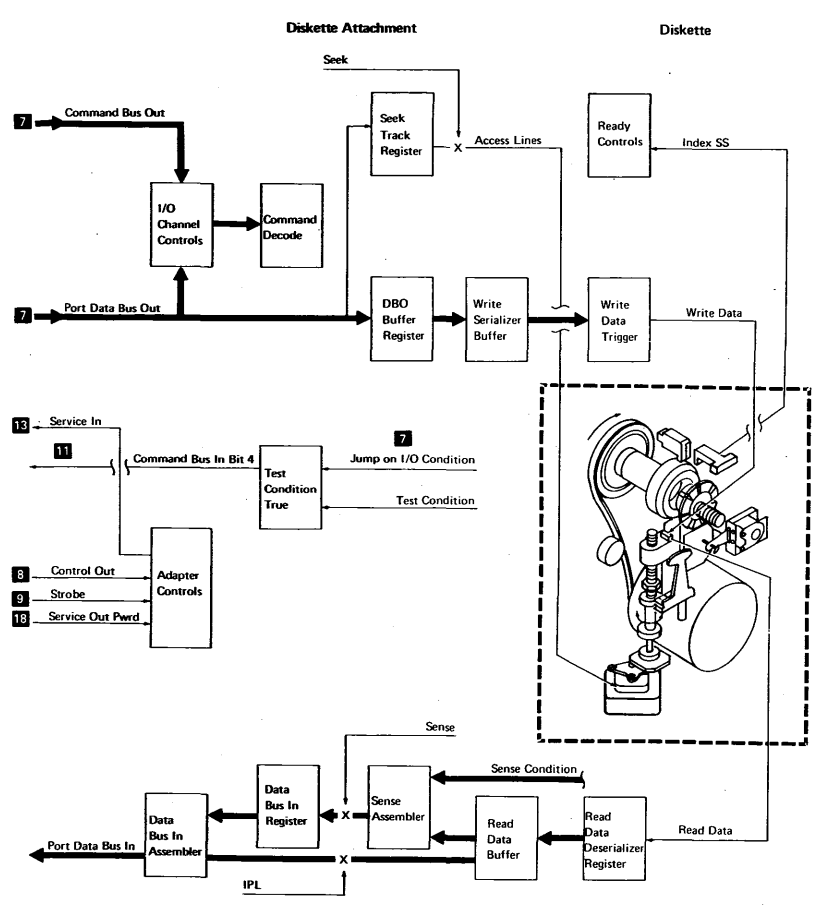 Diskette Attachment
Diskette
Seek
7
Command Bus Out
Seek
Track
Register
X
Access Lines
Ready
Controls
Index SS
I/O
Channel
Controls
Command
Decode
7
Port Data Bus Out
DBO
Buffer
Register
Write
Serializer
Buffer
Write
Data
Trigger
Write Data
13
Service In
11
Command Bus In Bit 4
Test
Condition
True
7
Jump on I/O Condition
Test Condition
8
Control Out
9
Strobe
18
Service Out Pwrd
Adapter
Controls
Sense
Sense Condition
Data
Bus In
Assembler
Data
Bus In
Register
X
Sense
Assembler
Read
Data
Buffer
Read
Data
Deserializer
Register
Read Data
Port Data Bus In
X
IPL